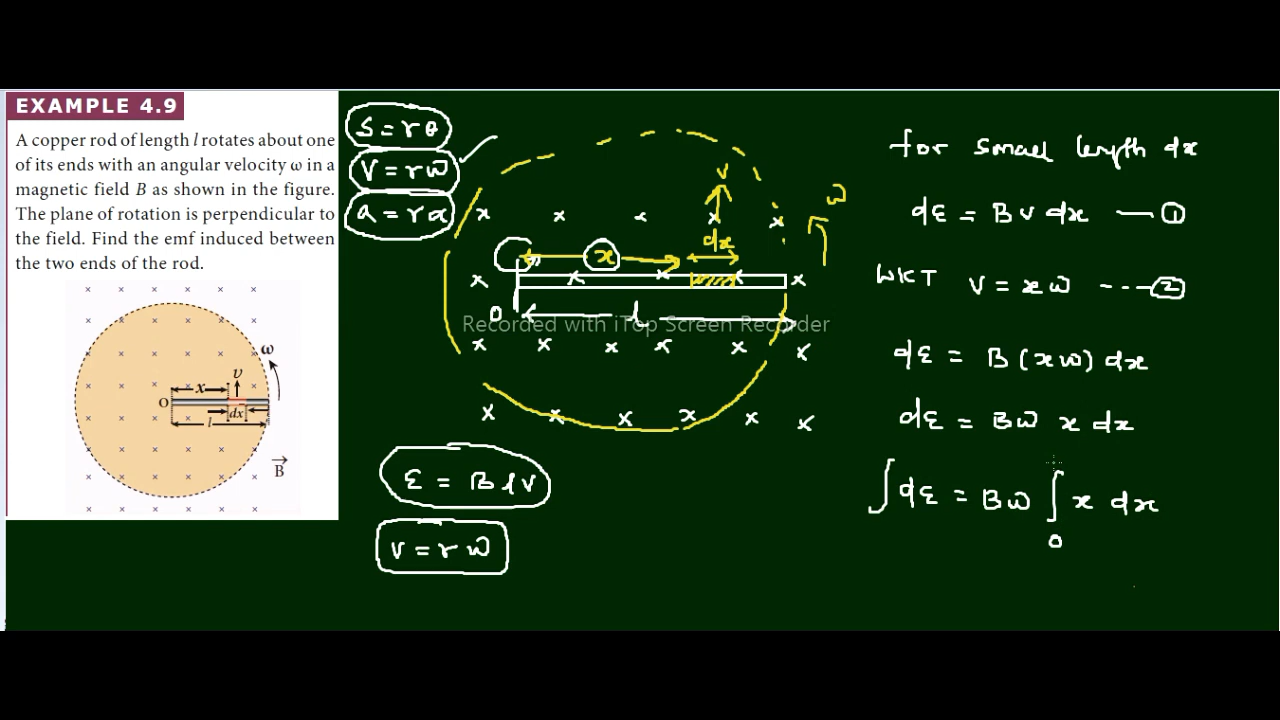 EXAMPLE 4.9
A copper rod of length l rotates about one
of its ends with an angular velocity ω in a
magnetic field B as shown in the figure.
The plane of rotation is perpendicular to
the field. Find the emf induced between
the two ends of the rod.
ω
υ
x
O
dx
l
B⃗
S = rθ
V = rω
a = rα
V
ω
dx
x
O
l
Recorded with iTop Screen Recorder
ε = Blv
v = rω
for small length dx
dε = Bv dx — ①
WKT v = xω ---- ②
dε = B(xω) dx
dε = Bω x dx
∫dε = Bω ∫ x dx
0